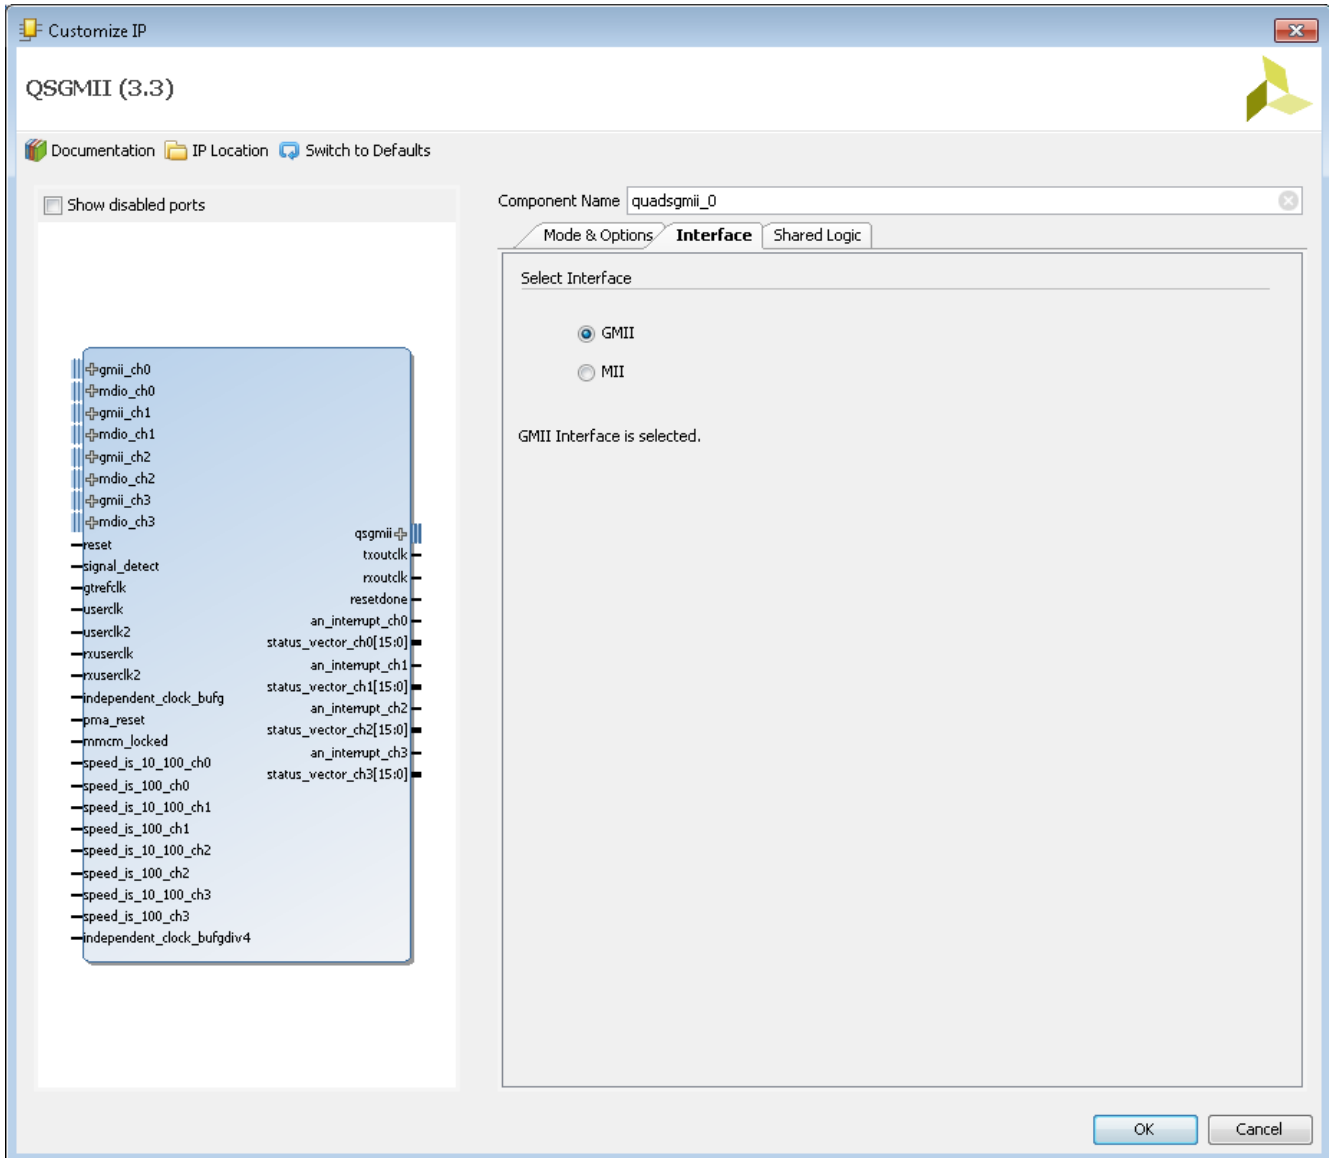 Customize IP
QSGMII (3.3)
Documentation IP Location Switch to Defaults
Show disabled ports
gmii_ch0
mdio_ch0
gmii_ch1
mdio_ch1
gmii_ch2
mdio_ch2
gmii_ch3
mdio_ch3
reset
signal_detect
gtrefclk
userclk
userclk2
rxuserclk
rxuserclk2
independent_clock_bufg
pma_reset
mmcm_locked
speed_is_10_100_ch0
speed_is_100_ch0
speed_is_10_100_ch1
speed_is_100_ch1
speed_is_10_100_ch2
speed_is_100_ch2
speed_is_10_100_ch3
speed_is_100_ch3
independent_clock_bufgdiv4
qsgmii
txoutclk
rxoutclk
resetdone
an_interrupt_ch0
status_vector_ch0[15:0]
an_interrupt_ch1
status_vector_ch1[15:0]
an_interrupt_ch2
status_vector_ch2[15:0]
an_interrupt_ch3
status_vector_ch3[15:0]
Component Name quadsgmii_0
Mode & Options Interface Shared Logic
Select Interface
GMII
MII
GMII Interface is selected.
OK Cancel